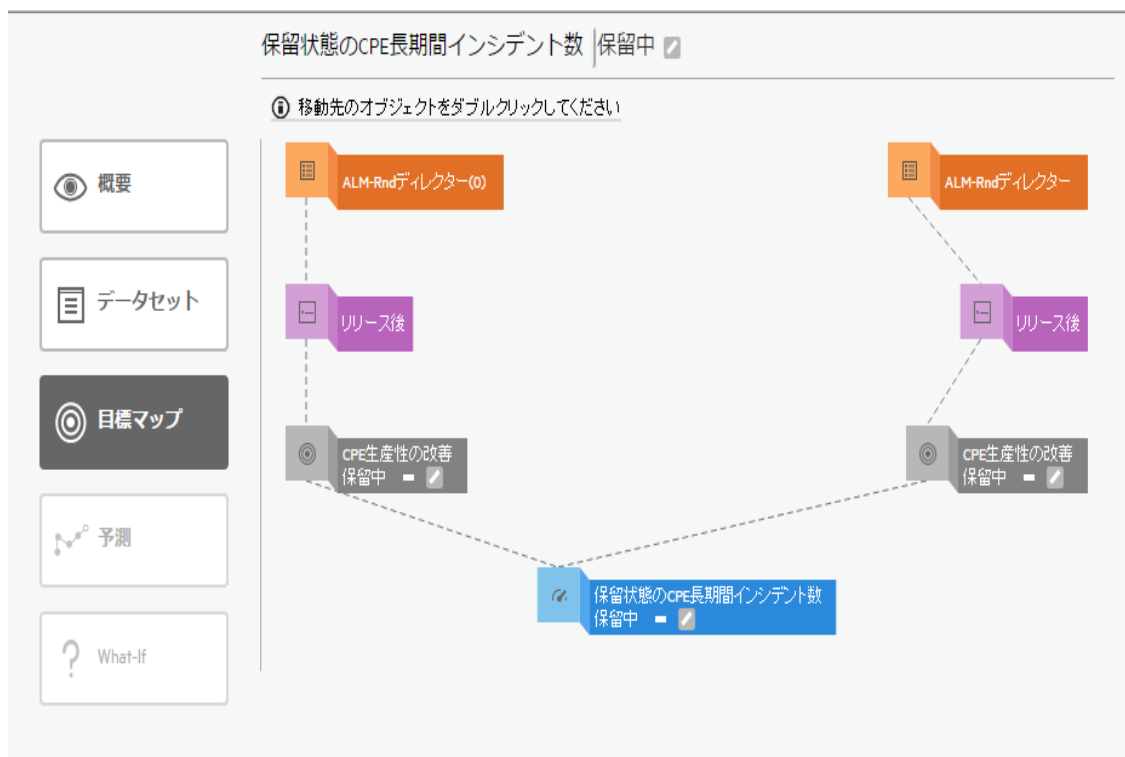 保留状態のCPE長期間インシデント数 保留中
移動先のオブジェクトをダブルクリックしてください
概要
データセット
目標マップ
予測
What-If
ALM-Rndディレクター(0)
ALM-Rndディレクター
リリース後
リリース後
CPE生産性の改善
保留中 -
CPE生産性の改善
保留中 -
保留状態のCPE長期間インシデント数
保留中 -